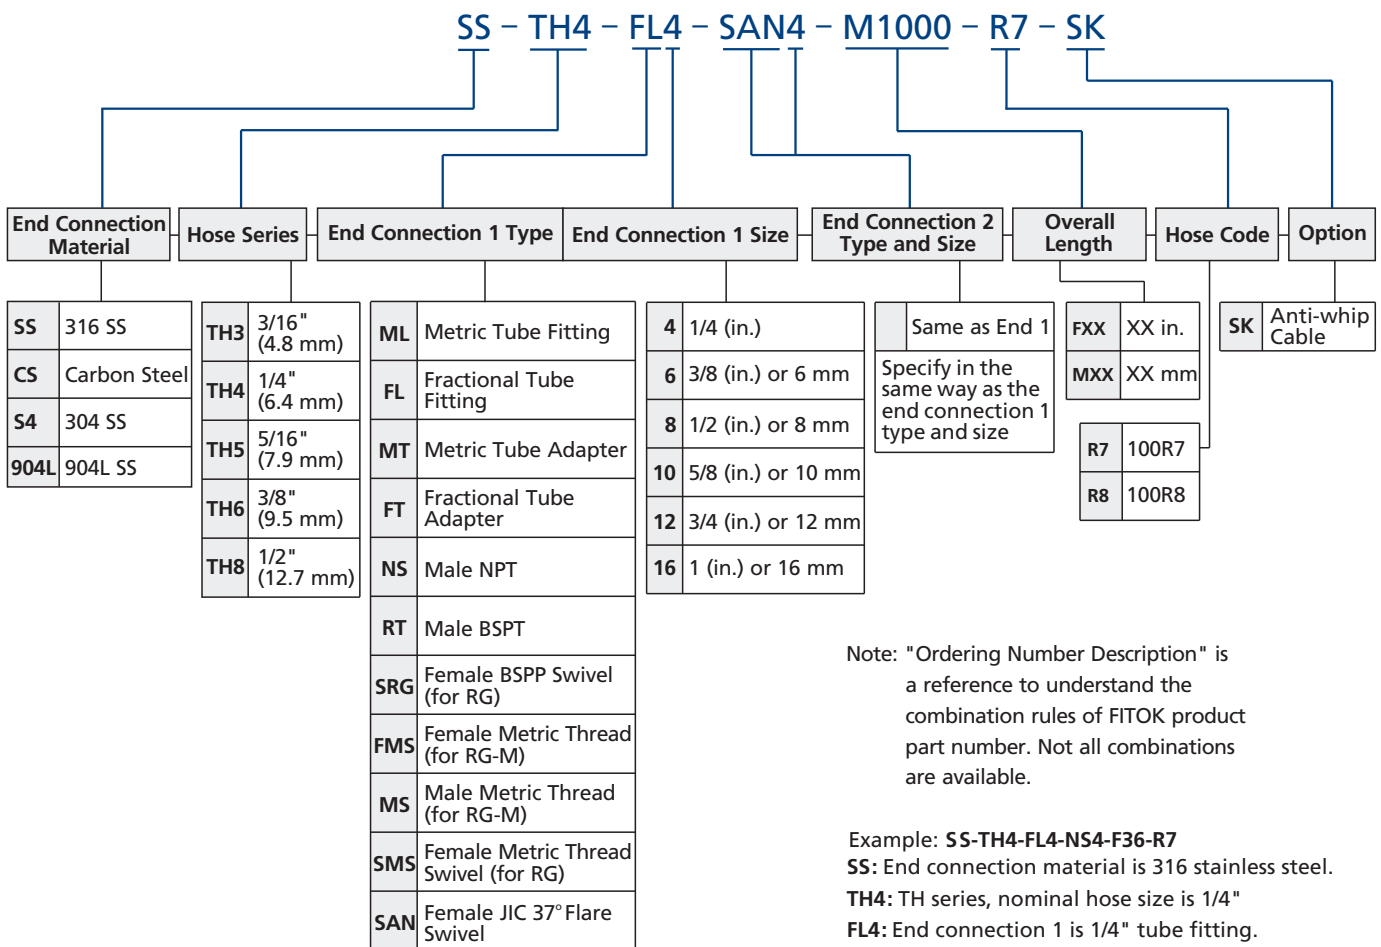 SS – TH4 – FL4 – SAN4 – M1000 – R7 – SK
End Connection
Material
Hose Series
End Connection 1 Type
End Connection 1 Size
End Connection 2
Type and Size
Overall
Length
Hose Code
Option
SS 316 SS
CS Carbon Steel
S4 304 SS
904L 904L SS
TH3 3/16"
(4.8 mm)
TH4 1/4"
(6.4 mm)
TH5 5/16"
(7.9 mm)
TH6 3/8"
(9.5 mm)
TH8 1/2"
(12.7 mm)
ML Metric Tube Fitting
FL Fractional Tube
Fitting
MT Metric Tube Adapter
FT Fractional Tube
Adapter
NS Male NPT
RT Male BSPT
SRG Female BSPP Swivel
(for RG)
FMS Female Metric Thread
(for RG-M)
MS Male Metric Thread
(for RG-M)
SMS Female Metric Thread
Swivel (for RG)
SAN Female JIC 37° Flare
Swivel
4 1/4 (in.)
6 3/8 (in.) or 6 mm
8 1/2 (in.) or 8 mm
10 5/8 (in.) or 10 mm
12 3/4 (in.) or 12 mm
16 1 (in.) or 16 mm
Same as End 1
Specify in the
same way as the
end connection 1
type and size
FXX XX in.
MXX XX mm
R7 100R7
R8 100R8
SK Anti-whip
Cable
Note: "Ordering Number Description" is
a reference to understand the
combination rules of FITOK product
part number. Not all combinations
are available.
Example: SS-TH4-FL4-NS4-F36-R7
SS: End connection material is 316 stainless steel.
TH4: TH series, nominal hose size is 1/4"
FL4: End connection 1 is 1/4" tube fitting.